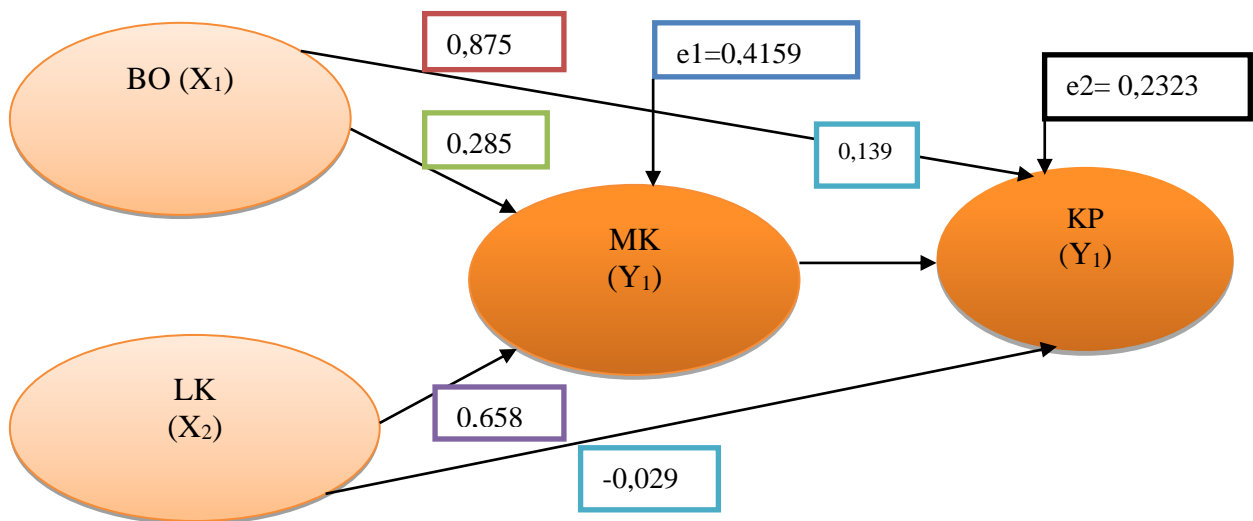 0,875
e1=0,4159
e2= 0,2323
BO (X₁)
0,285
0,139
MK
(Y₁)
KP
(Y₁)
LK
(X₂)
0,658
-0,029